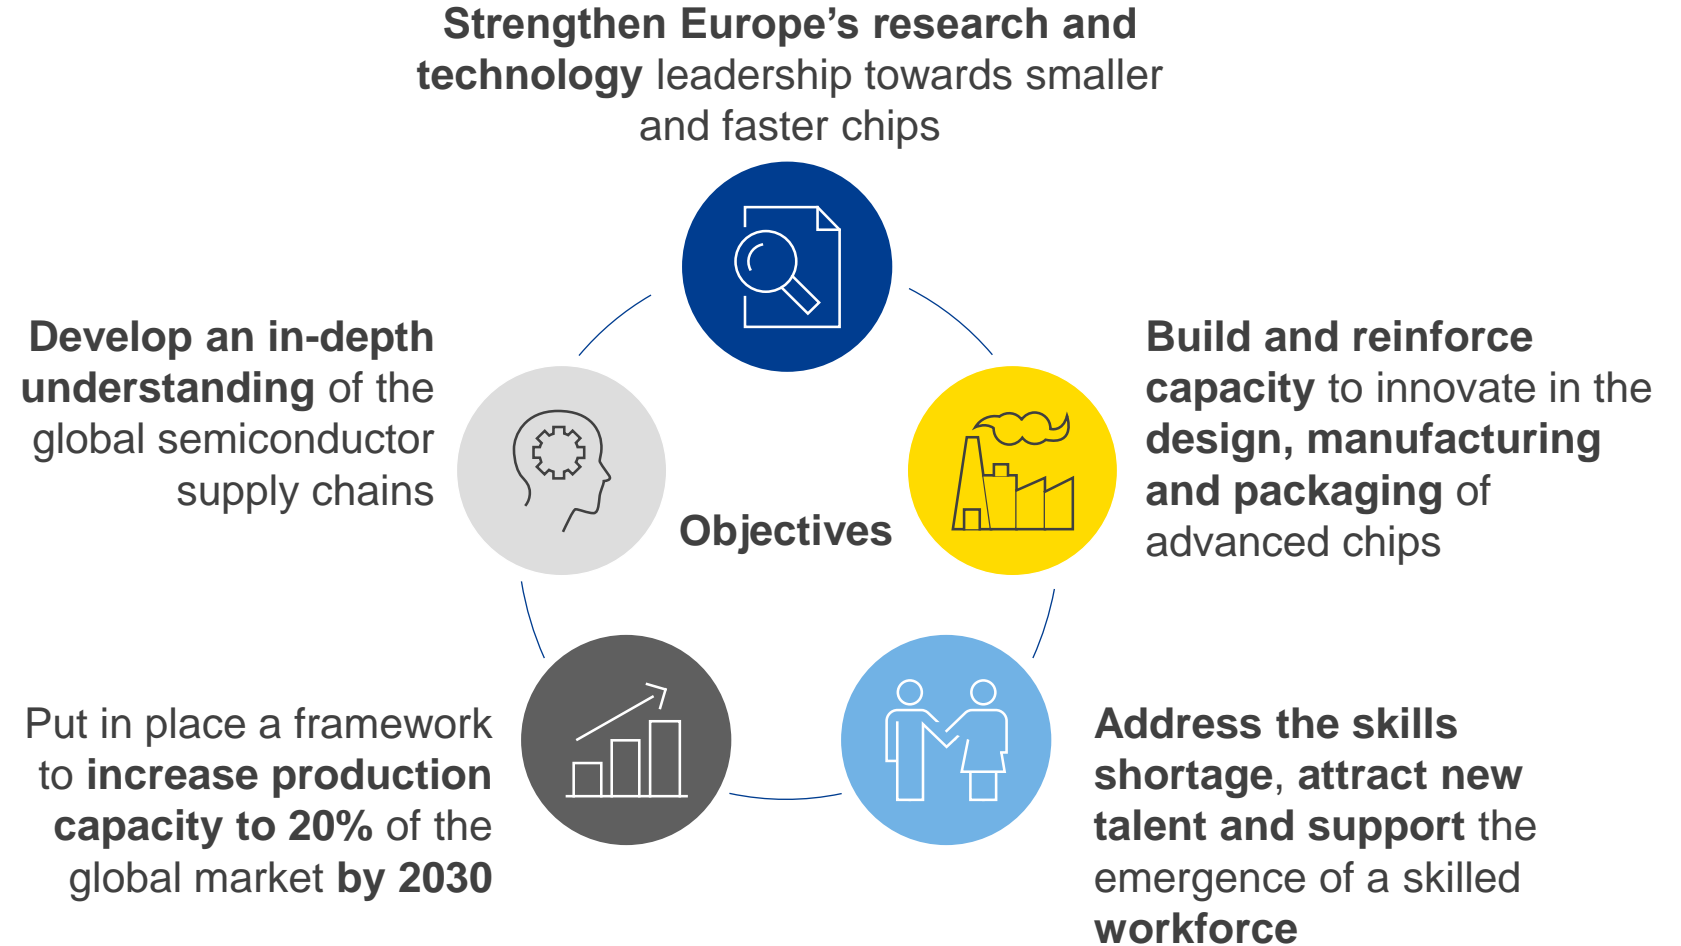 Strengthen Europe’s research and
technology leadership towards smaller
and faster chips
Develop an in-depth
understanding of the
global semiconductor
supply chains
Build and reinforce
capacity to innovate in the
design, manufacturing
and packaging of
advanced chips
Objectives
Put in place a framework
to increase production
capacity to 20% of the
global market by 2030
Address the skills
shortage, attract new
talent and support the
emergence of a skilled
workforce